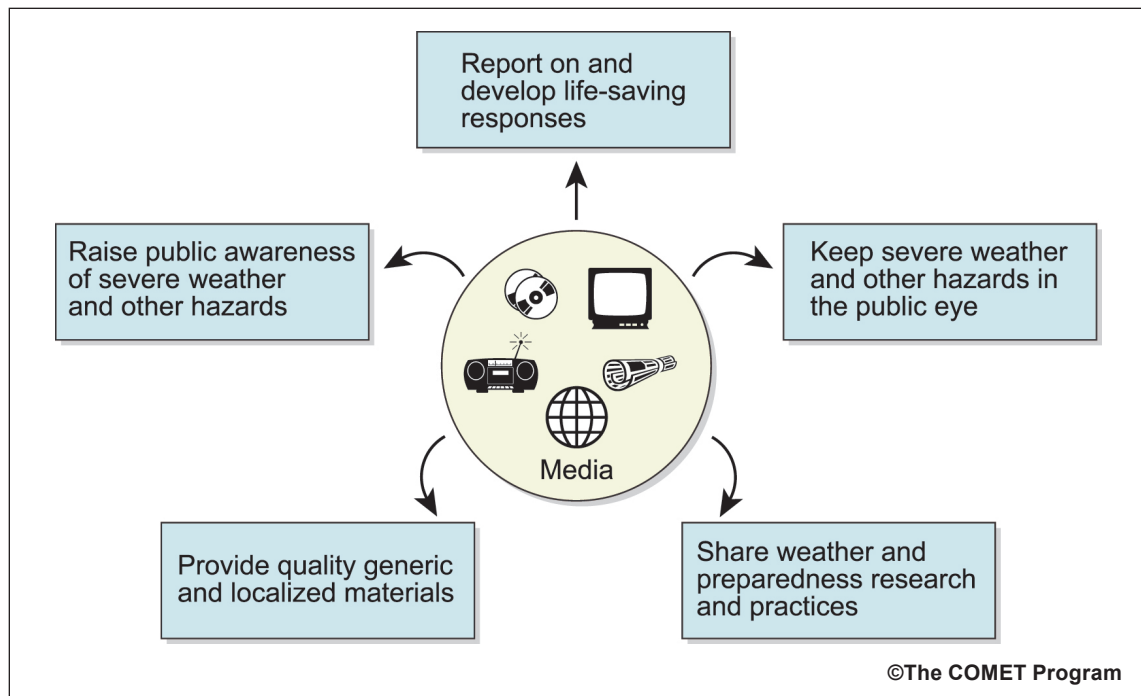 Report on and
develop life-saving
responses
Raise public awareness
of severe weather
and other hazards
Keep severe weather
and other hazards in
the public eye
Media
Provide quality generic
and localized materials
Share weather and
preparedness research
and practices
©The COMET Program